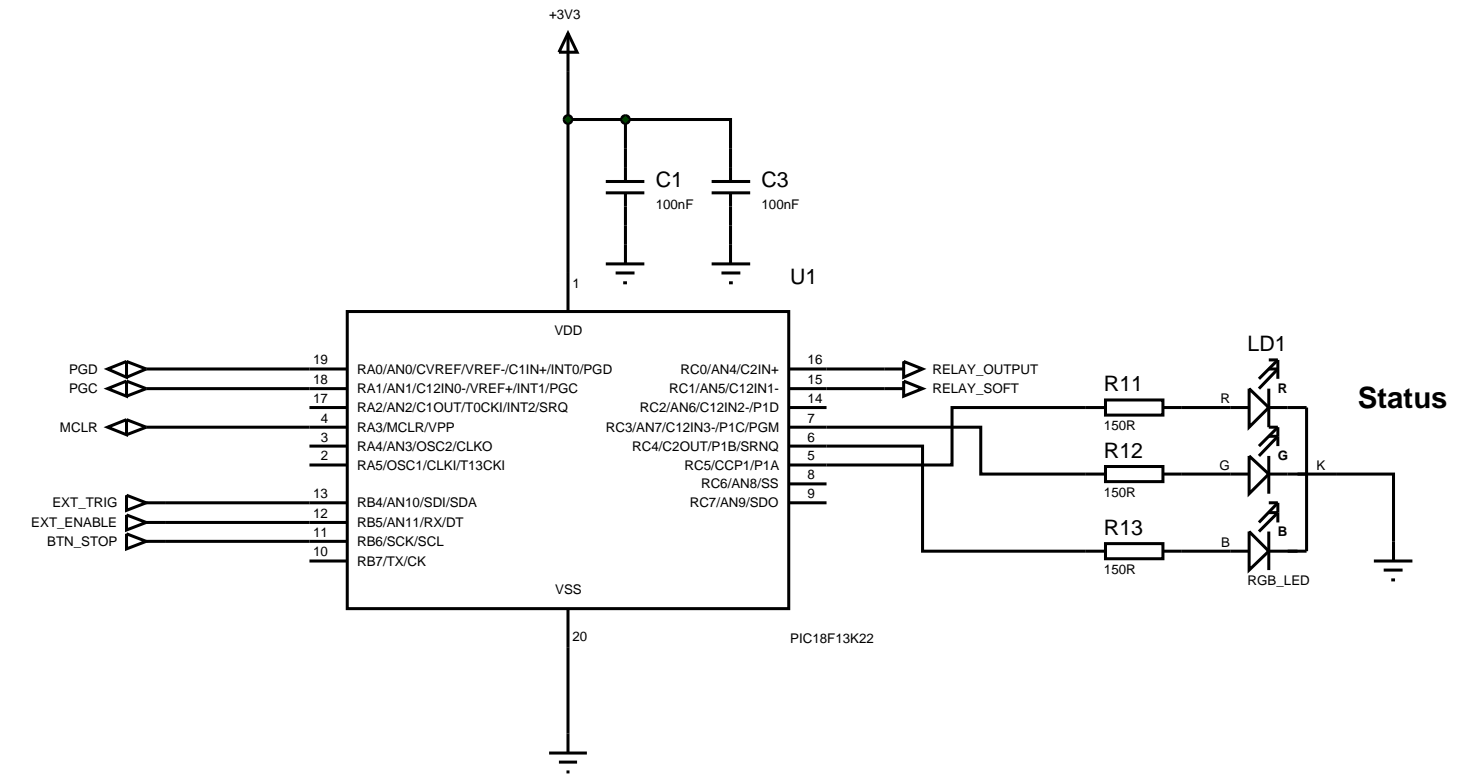 +3V3
C1
100nF
C3
100nF
1
U1
VDD
PGD 19 RA0/AN0/CVREF/VREF-/C1IN+/INT0/PGD
PGC 18 RA1/AN1/C12IN0-/VREF+/INT1/PGC
17 RA2/AN2/C1OUT/T0CKI/INT2/SRQ
MCLR 4 RA3/MCLR/VPP
3 RA4/AN3/OSC2/CLKO
2 RA5/OSC1/CLKI/T13CKI
EXT_TRIG 13 RB4/AN10/SDI/SDA
EXT_ENABLE 12 RB5/AN11/RX/DT
BTN_STOP 11 RB6/SCK/SCL
10 RB7/TX/CK
RC0/AN4/C2IN+ 16 RELAY_OUTPUT
RC1/AN5/C12IN1- 15 RELAY_SOFT
RC2/AN6/C12IN2-/P1D 14
RC3/AN7/C12IN3-/P1C/PGM 7
RC4/C2OUT/P1B/SRNQ 6
RC5/CCP1/P1A 5
RC6/AN8/SS 8
RC7/AN9/SDO 9
VSS
20
PIC18F13K22
LD1
R11
150R
R R
R12
150R
G G
K
R13
150R
B B
RGB_LED
Status